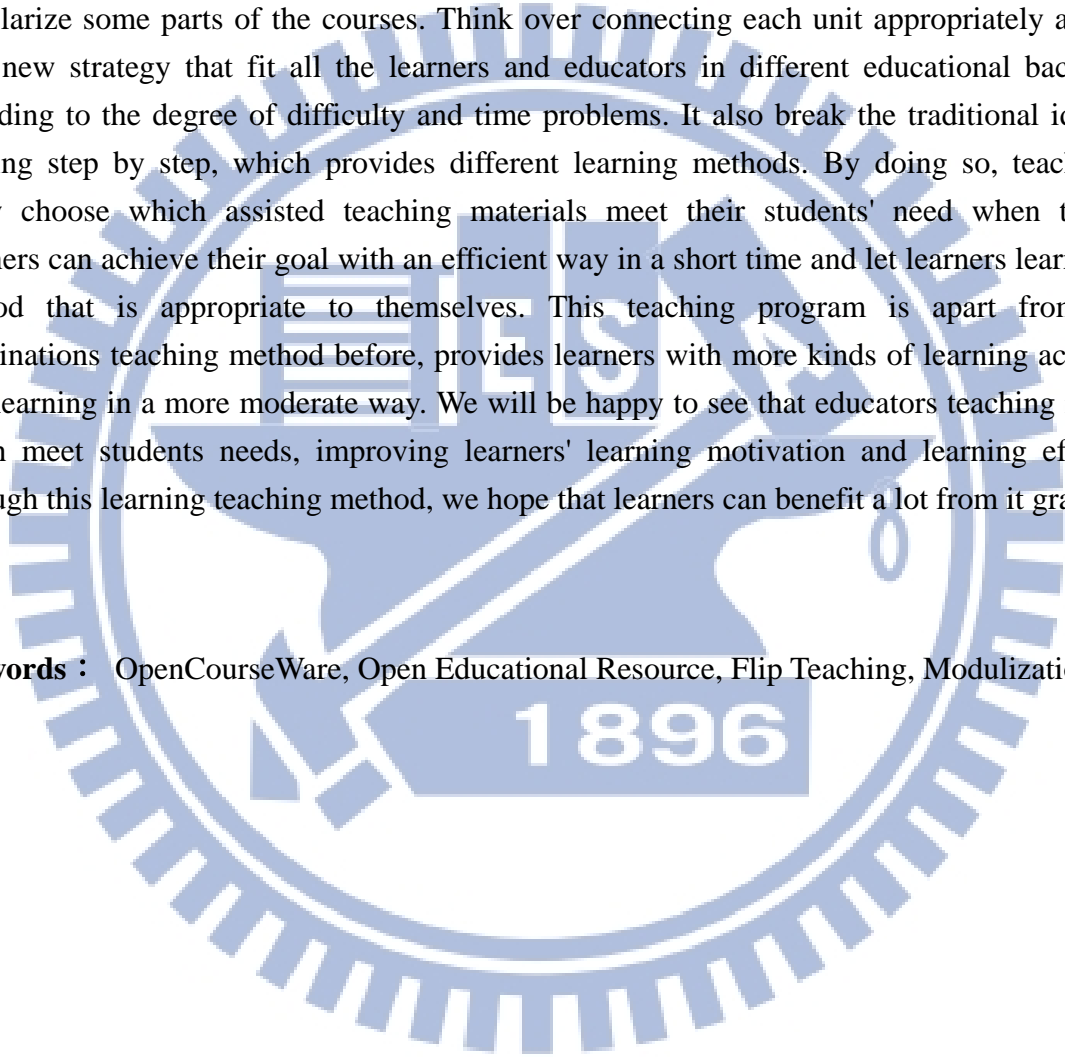 larize some parts of the courses. Think over connecting each unit appropriately a
new strategy that fit all the learners and educators in different educational bac
ding to the degree of difficulty and time problems. It also break the traditional ic
ing step by step, which provides different learning methods. By doing so, teach
choose which assisted teaching materials meet their students' need when t
ners can achieve their goal with an efficient way in a short time and let learners learn
od that is appropriate to themselves. This teaching program is apart from
inations teaching method before, provides learners with more kinds of learning ac
earning in a more moderate way. We will be happy to see that educators teaching
n meet students needs, improving learners' learning motivation and learning ef
ugh this learning teaching method, we hope that learners can benefit a lot from it gra
words： OpenCourseWare, Open Educational Resource, Flip Teaching, Modulizatio
ESA
1896